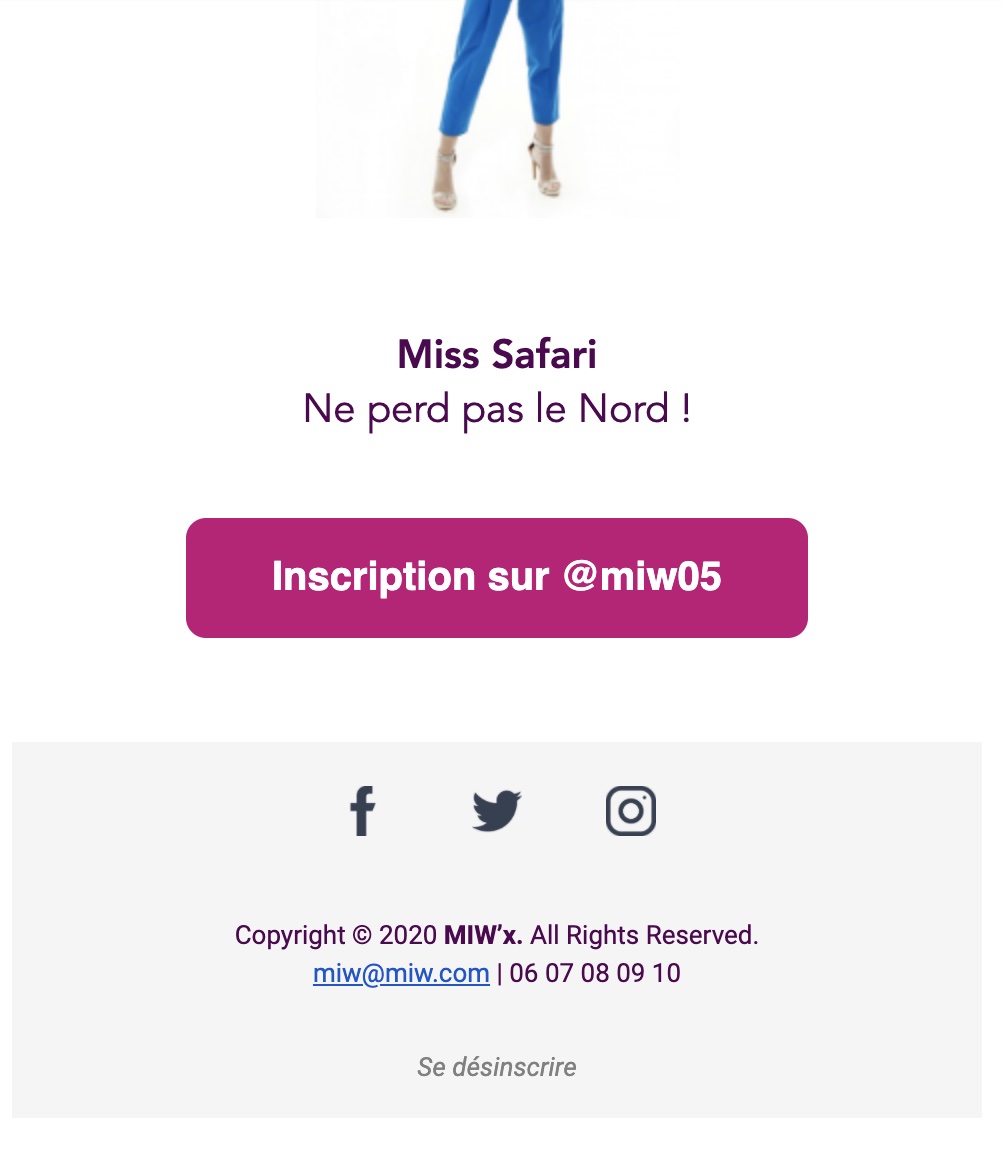 Miss Safari
Ne perd pas le Nord !
Inscription sur @miw05
Copyright © 2020 MIW’x. All Rights Reserved.
miw@miw.com | 06 07 08 09 10
Se désinscrire